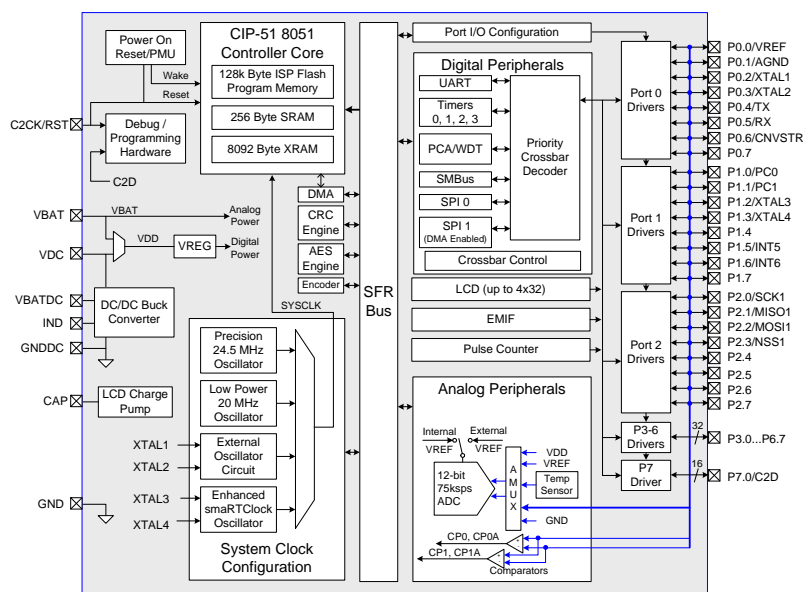 Power On
Reset/PMU
Wake
Reset
C2CK/RST
Debug /
Programming
Hardware
C2D
CIP-51 8051
Controller Core
128k Byte ISP Flash
Program Memory
256 Byte SRAM
8092 Byte XRAM
DMA
CRC
Engine
AES
Engine
Encoder
SYSCLK
VBAT
VBAT
Analog
Power
VDC
VDD
VREG
Digital
Power
VBATDC
IND
GNDDC
DC/DC Buck
Converter
CAP
LCD Charge
Pump
GND
Precision
24.5 MHz
Oscillator
Low Power
20 MHz
Oscillator
XTAL1
XTAL2
External
Oscillator
Circuit
XTAL3
XTAL4
Enhanced
smaRTClock
Oscillator
System Clock
Configuration
SFR
Bus
Port I/O Configuration
Digital Peripherals
UART
Timers
0, 1, 2, 3
PCA/WDT
SMBus
SPI 0
SPI 1
(DMA Enabled)
Priority
Crossbar
Decoder
Crossbar Control
LCD (up to 4x32)
EMIF
Pulse Counter
Analog Peripherals
Internal
VREF
External
VREF
12-bit
75ksps
ADC
A
M
U
X
VDD
VREF
Temp
Sensor
GND
CP0, CP0A
CP1, CP1A
+
-
+
-
Comparators
Port 0
Drivers
Port 1
Drivers
Port 2
Drivers
P3-6
Drivers
P7
Driver
32
16
P0.0/VREF
P0.1/AGND
P0.2/XTAL1
P0.3/XTAL2
P0.4/TX
P0.5/RX
P0.6/CNVSTR
P0.7
P1.0/PC0
P1.1/PC1
P1.2/XTAL3
P1.3/XTAL4
P1.4
P1.5/INT5
P1.6/INT6
P1.7
P2.0/SCK1
P2.1/MISO1
P2.2/MOSI1
P2.3/NSS1
P2.4
P2.5
P2.6
P2.7
P3.0...P6.7
P7.0/C2D